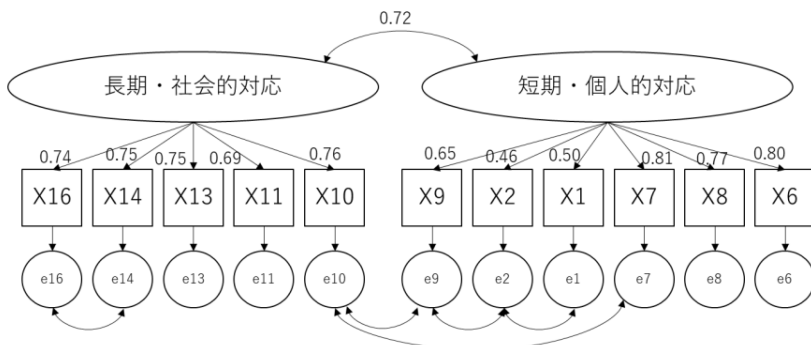 0.72
長期・社会的対応 短期・個人的対応
0.74 0.75 0.75 0.69 0.76 0.65 0.46 0.50 0.81 0.77 0.80
X16 X14 X13 X11 X10 X9 X2 X1 X7 X8 X6
e16 e14 e13 e11 e10 e9 e2 e1 e7 e8 e6